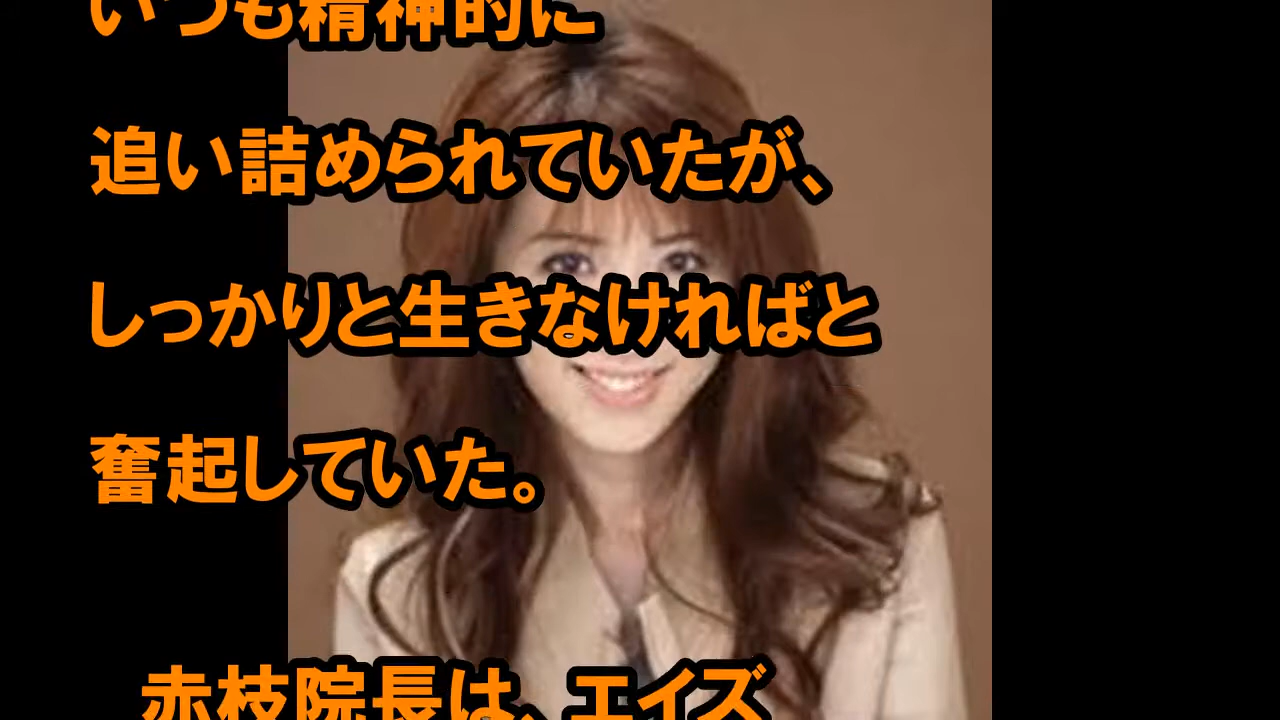 いつも精神的に
追い詰められていたが、
しっかりと生きなければと
奮起していた。
赤枝院長は、エイズ